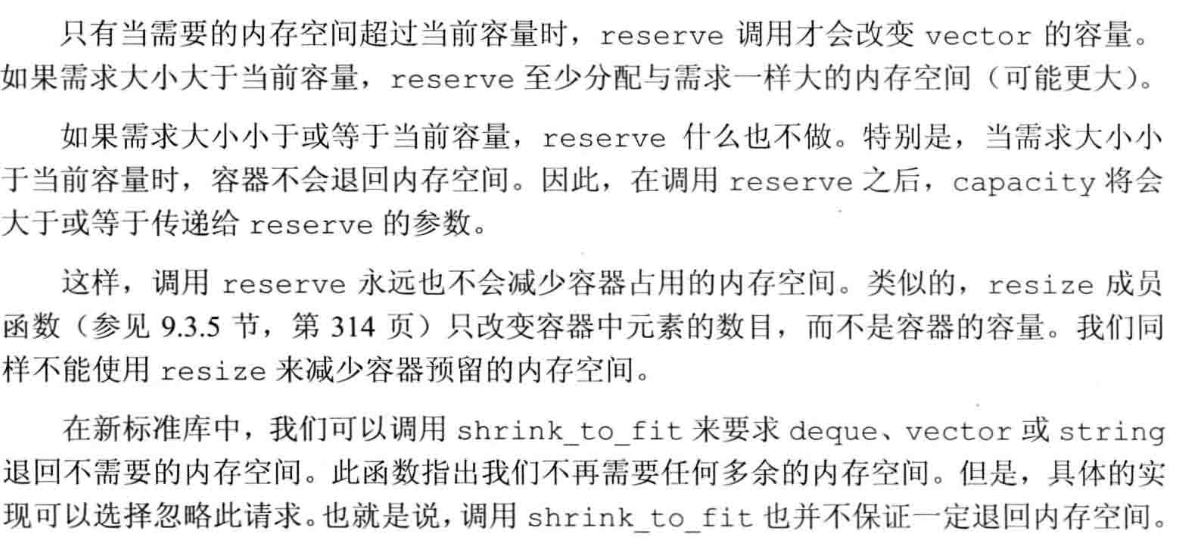 只有当需要的内存空间超过当前容量时，reserve 调用才会改变 vector 的容量。
如果需求大小大于当前容量，reserve 至少分配与需求一样大的内存空间（可能更大）。
如果需求大小小于或等于当前容量，reserve 什么也不做。特别是，当需求大小小
于当前容量时，容器不会退回内存空间。因此，在调用 reserve 之后，capacity 将会
大于或等于传递给 reserve 的参数。
这样，调用 reserve 永远也不会减少容器占用的内存空间。类似的，resize 成员
函数（参见 9.3.5 节，第 314 页）只改变容器中元素的数目，而不是容器的容量。我们同
样不能使用 resize 来减少容器预留的内存空间。
在新标准库中，我们可以调用 shrink_to_fit 来要求 deque、vector 或 string
退回不需要的内存空间。此函数指出我们不再需要任何多余的内存空间。但是，具体的实
现可以选择忽略此请求。也就是说，调用 shrink_to_fit 也并不保证一定退回内存空间。